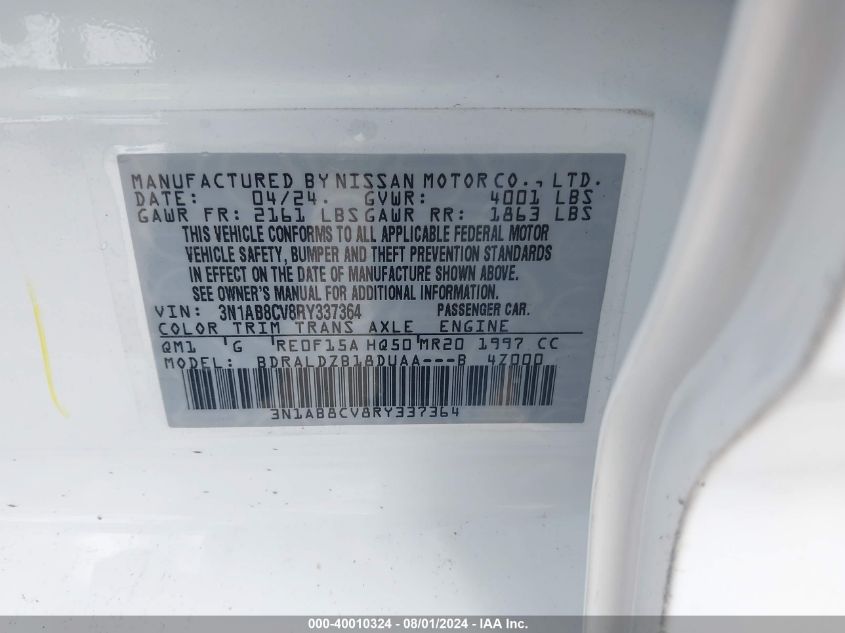 MANUFACTURED BY NISSAN MOTOR CO., LTD.
DATE: 04/24. GVWR: 4001 LBS
GAWR FR: 2161 LBS GAWR RR: 1863 LBS
THIS VEHICLE CONFORMS TO ALL APPLICABLE FEDERAL MOTOR
VEHICLE SAFETY, BUMPER AND THEFT PREVENTION STANDARDS
IN EFFECT ON THE DATE OF MANUFACTURE SHOWN ABOVE.
SEE OWNER'S MANUAL FOR ADDITIONAL INFORMATION.
VIN: 3N1AB8CV8RY337364 PASSENGER CAR.
COLOR TRIM TRANS AXLE ENGINE
QM1 G RE0F15A HQ50 MR20 1997 CC
MODEL: BDRALDZB18DUAA---B 4Z000
3N1AB8CV8RY337364
000-40010324 - 08/01/2024 - IAA Inc.